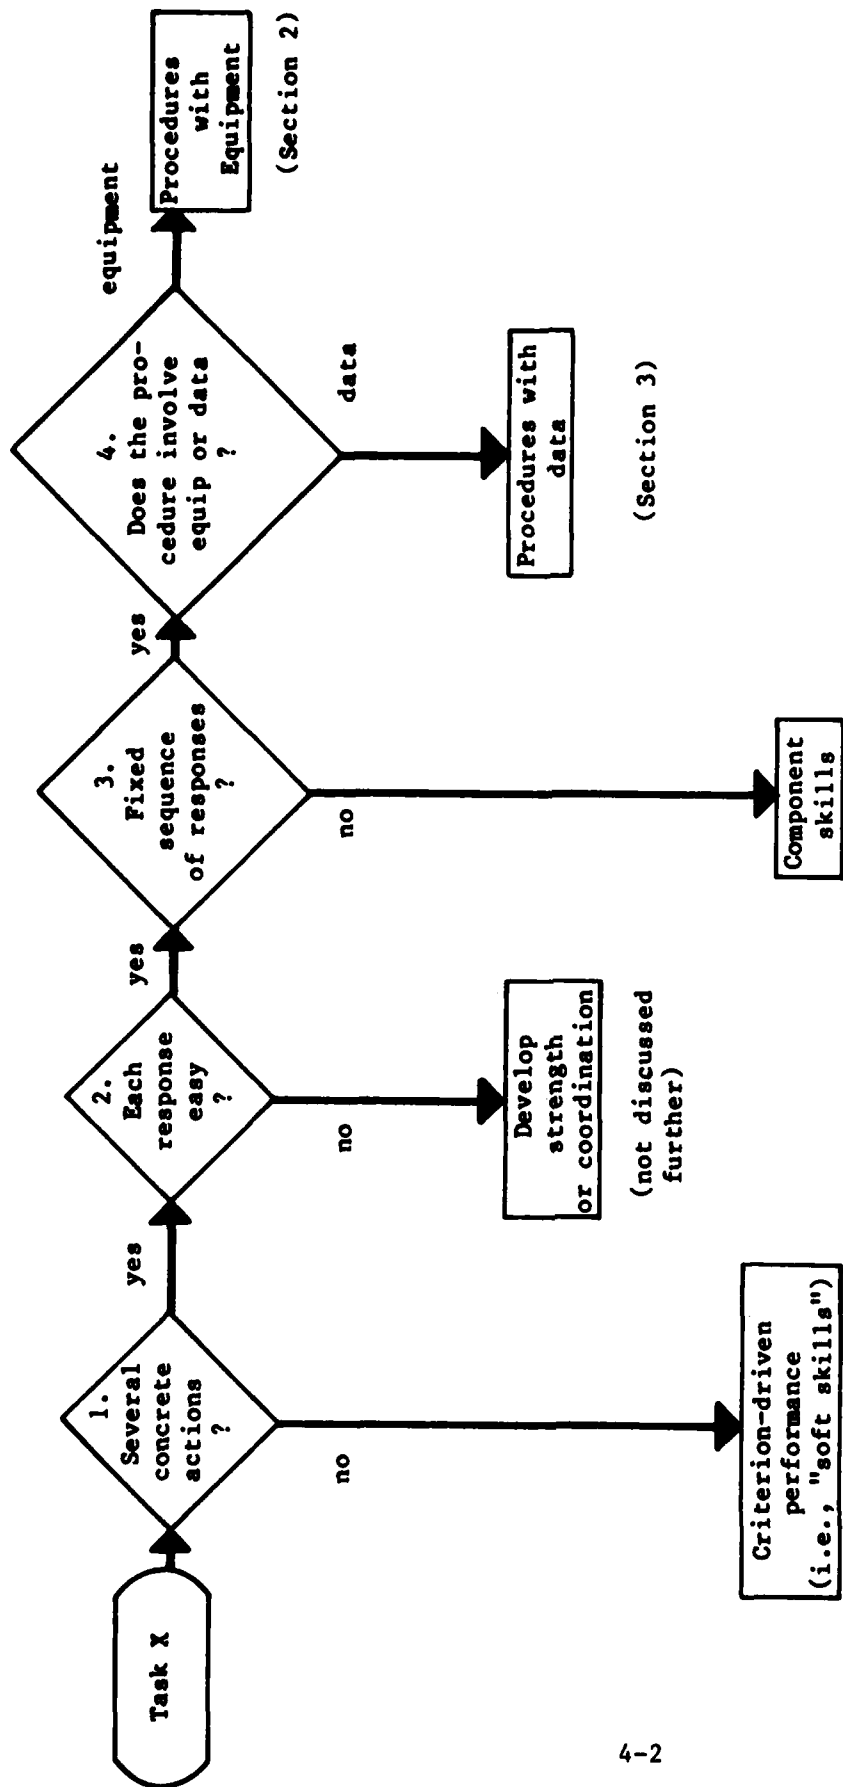 Task X
1.
Several
concrete
actions
?
yes
no
Criterion-driven
performance
(i.e., "soft skills")
2.
Each
response
easy
?
yes
no
Develop
strength
or coordination
(not discussed
further)
3.
Fixed
sequence
of responses
?
yes
no
Component
skills
4.
Does the pro-
cedure involve
equip or data
?
equipment
Procedures
with
Equipment
(Section 2)
data
Procedures with
data
(Section 3)
4-2